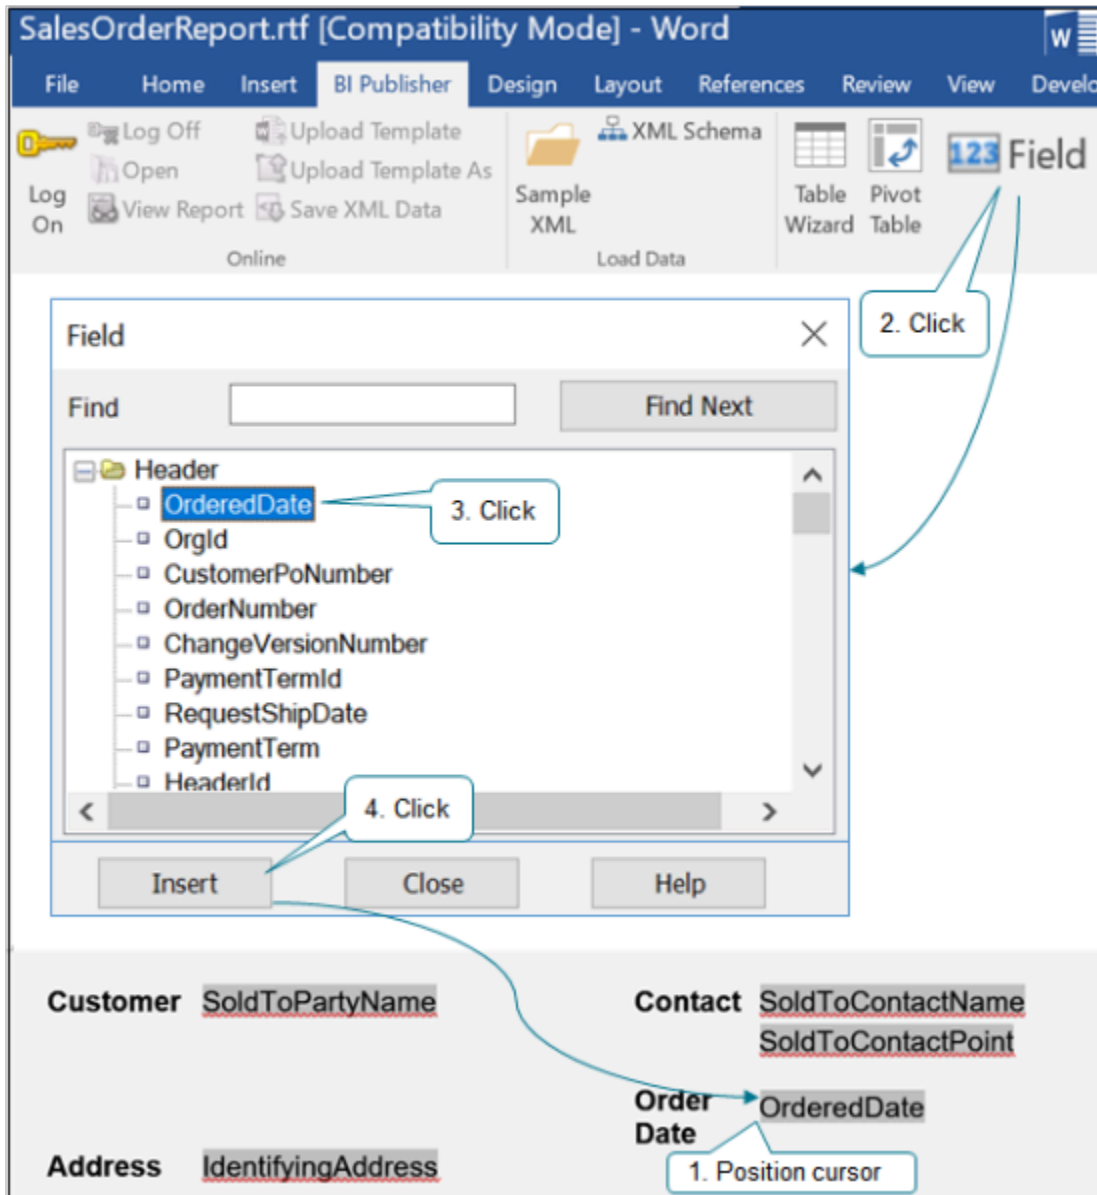 SalesOrderReport.rtf [Compatibility Mode] - Word
W
File Home Insert BI Publisher Design Layout References Review View Develo
Log On
Log Off
Open
View Report
Upload Template
Upload Template As
Save XML Data
Online
Sample XML
XML Schema
Load Data
Table Wizard
Pivot Table
123 Field
2. Click
Field
Find
Find Next
Header
OrderedDate
3. Click
OrgId
CustomerPoNumber
OrderNumber
ChangeVersionNumber
PaymentTermId
RequestShipDate
PaymentTerm
HeaderId
4. Click
Insert Close Help
Customer SoldToPartyName
Contact SoldToContactName
SoldToContactPoint
Order Date OrderedDate
1. Position cursor
Address IdentifyingAddress